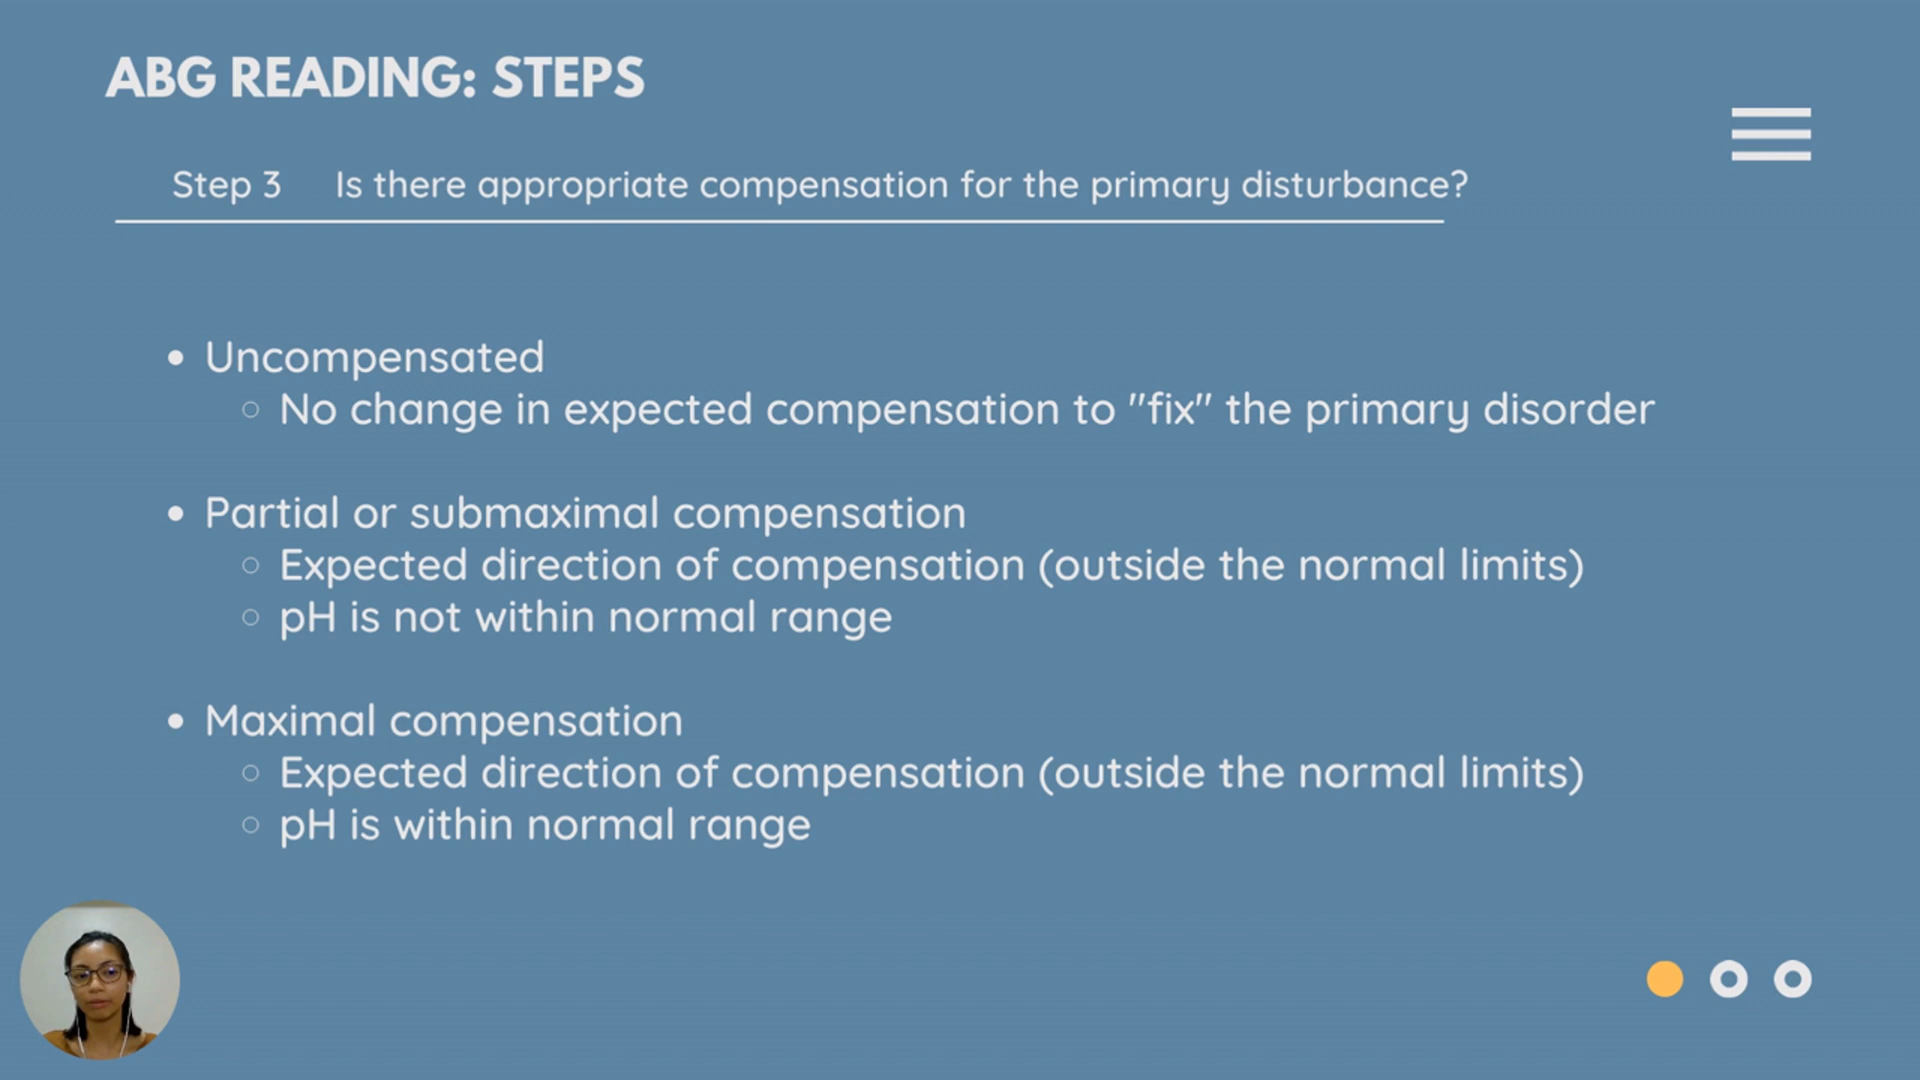 ABG READING: STEPS
Step 3 Is there appropriate compensation for the primary disturbance?
• Uncompensated
○ No change in expected compensation to "fix" the primary disorder
• Partial or submaximal compensation
○ Expected direction of compensation (outside the normal limits)
○ pH is not within normal range
• Maximal compensation
○ Expected direction of compensation (outside the normal limits)
○ pH is within normal range